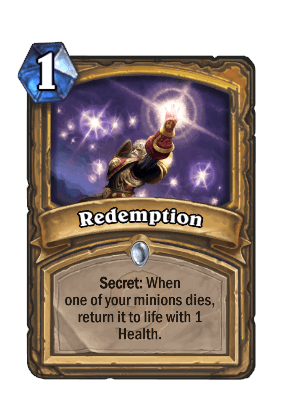 1
Redemption
Secret: When
one of your minions dies,
return it to life with 1
Health.